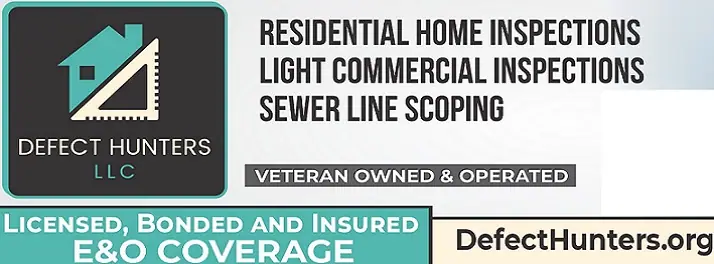 RESIDENTIAL HOME INSPECTIONS
LIGHT COMMERCIAL INSPECTIONS
SEWER LINE SCOPING
DEFECT HUNTERS
LLC
VETERAN OWNED & OPERATED
LICENSED, BONDED AND INSURED
E&O COVERAGE
DefectHunters.org